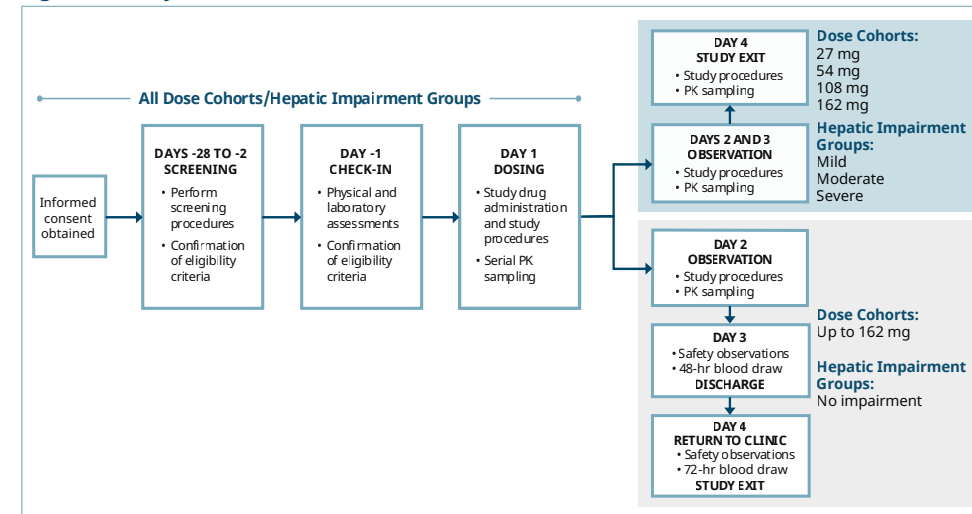 All Dose Cohorts/Hepatic Impairment Groups
Informed
consent
obtained
DAYS -28 TO -2
SCREENING
• Perform
screening
procedures
• Confirmation
of eligibility
criteria
DAY -1
CHECK-IN
• Physical and
laboratory
assessments
• Confirmation
of eligibility
criteria
DAY 1
DOSING
• Study drug
administration
and study
procedures
• Serial PK
sampling
DAY 4
STUDY EXIT
• Study procedures
• PK sampling
DAYS 2 AND 3
OBSERVATION
• Study procedures
• PK sampling
Dose Cohorts:
27 mg
54 mg
108 mg
162 mg
Hepatic Impairment
Groups:
Mild
Moderate
Severe
DAY 2
OBSERVATION
• Study procedures
• PK sampling
DAY 3
• Safety observations
• 48-hr blood draw
DISCHARGE
DAY 4
RETURN TO CLINIC
• Safety observations
• 72-hr blood draw
STUDY EXIT
Dose Cohorts:
Up to 162 mg
Hepatic Impairment
Groups:
No impairment